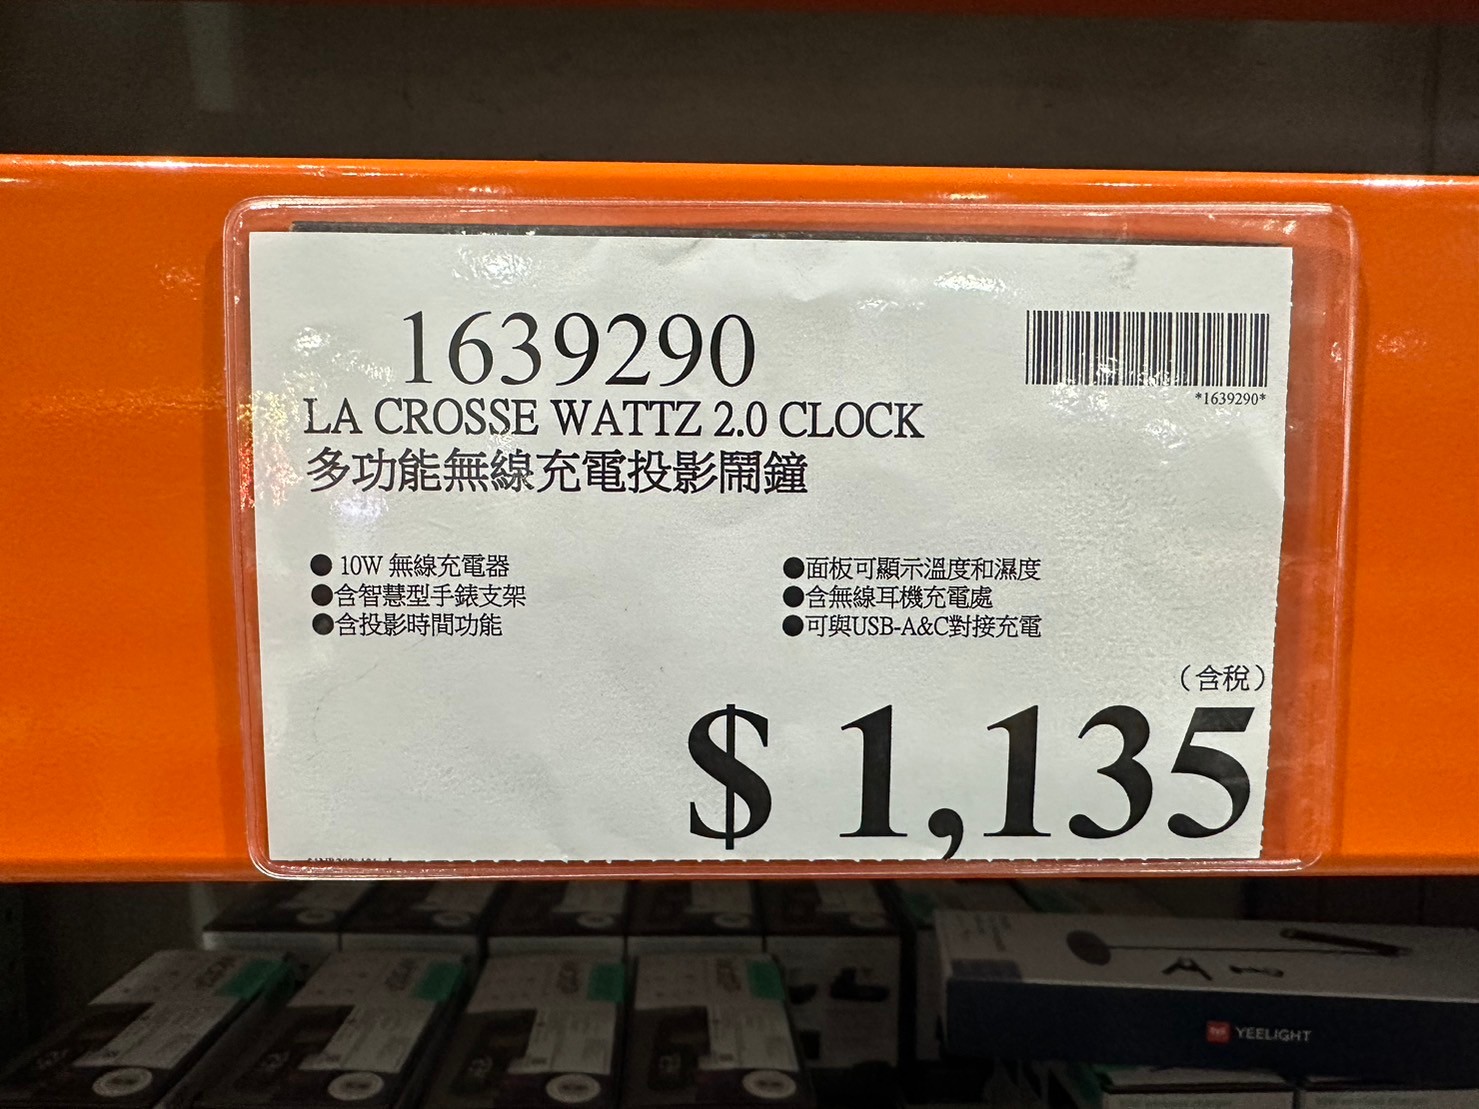 1639290
*1639290*
LA CROSSE WATTZ 2.0 CLOCK
多功能無線充電投影鬧鐘
● 10W 無線充電器
●含智慧型手錶支架
●含投影時間功能
●面板可顯示溫度和濕度
●含無線耳機充電處
●可與USB-A&C對接充電
（含稅）
$ 1,135
YEELIGHT